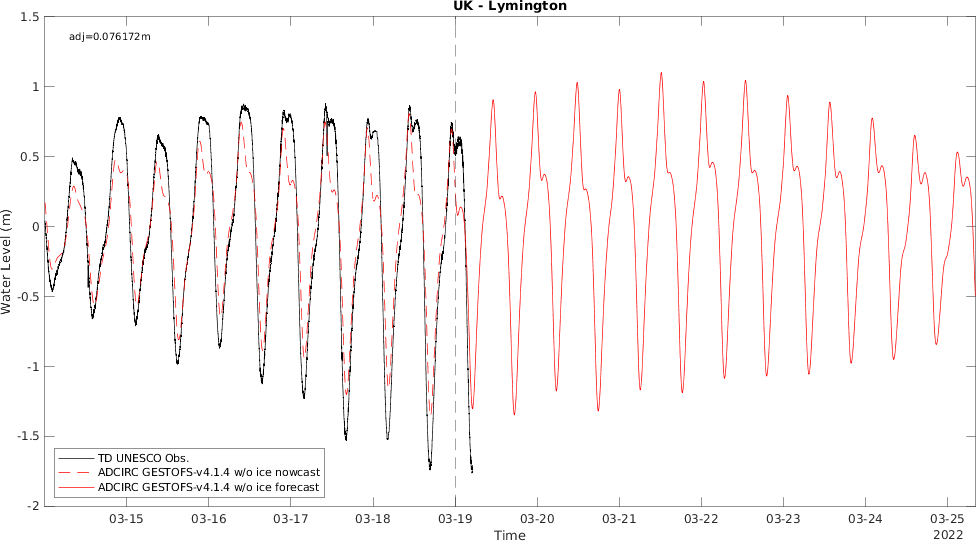 UK - Lymington
adj=0.076172m
1.5
1
0.5
0
-0.5
-1
-1.5
-2
Water Level (m)
TD UNESCO Obs.
ADCIRC GESTOFS-v4.1.4 w/o ice nowcast
ADCIRC GESTOFS-v4.1.4 w/o ice forecast
03-15 03-16 03-17 03-18 03-19 03-20 03-21 03-22 03-23 03-24 03-25
Time
2022